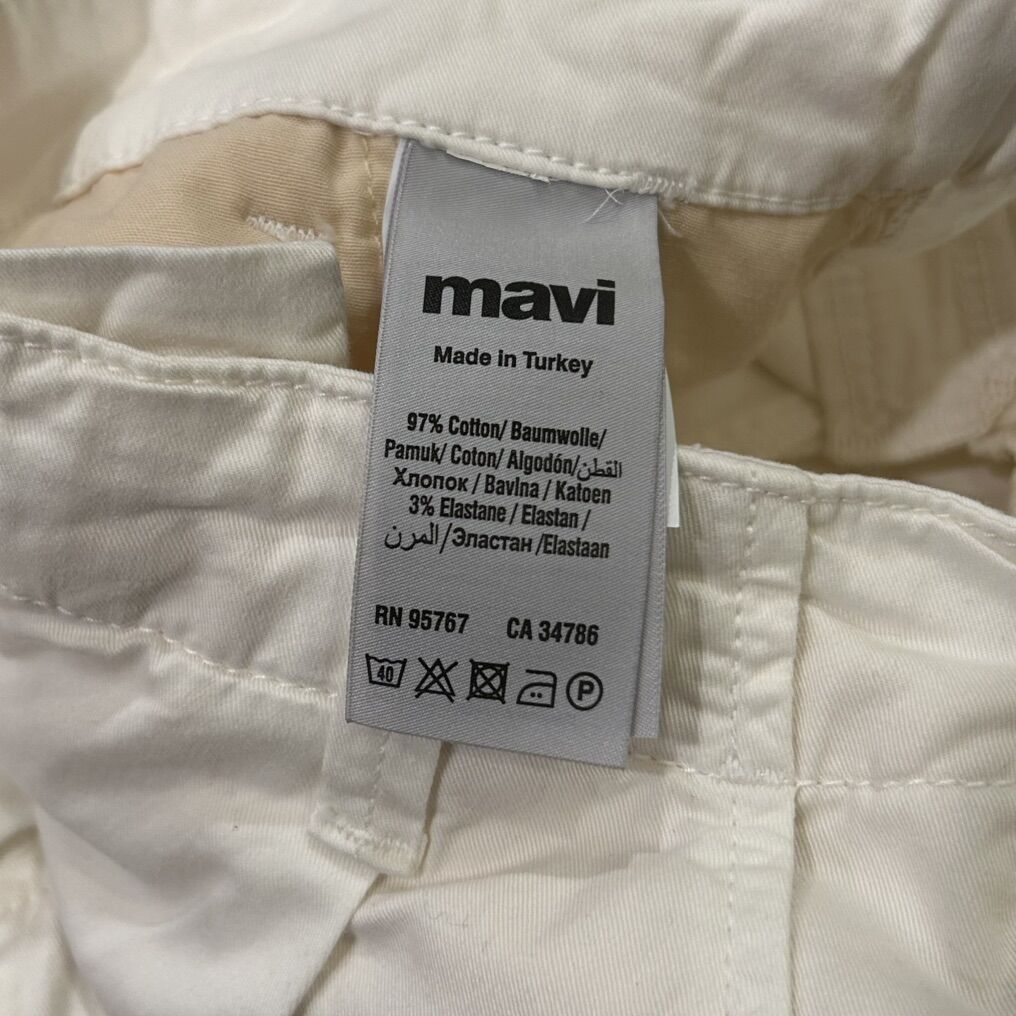 mavi
Made in Turkey
97% Cotton/ Baumwolle/
Pamuk/ Coton/ Algodón/القطن
Хлопок / Bavlna / Katoen
3% Elastane / Elastan /
المرن/Эластан /Elastaan
RN 95767 CA 34786
40
P